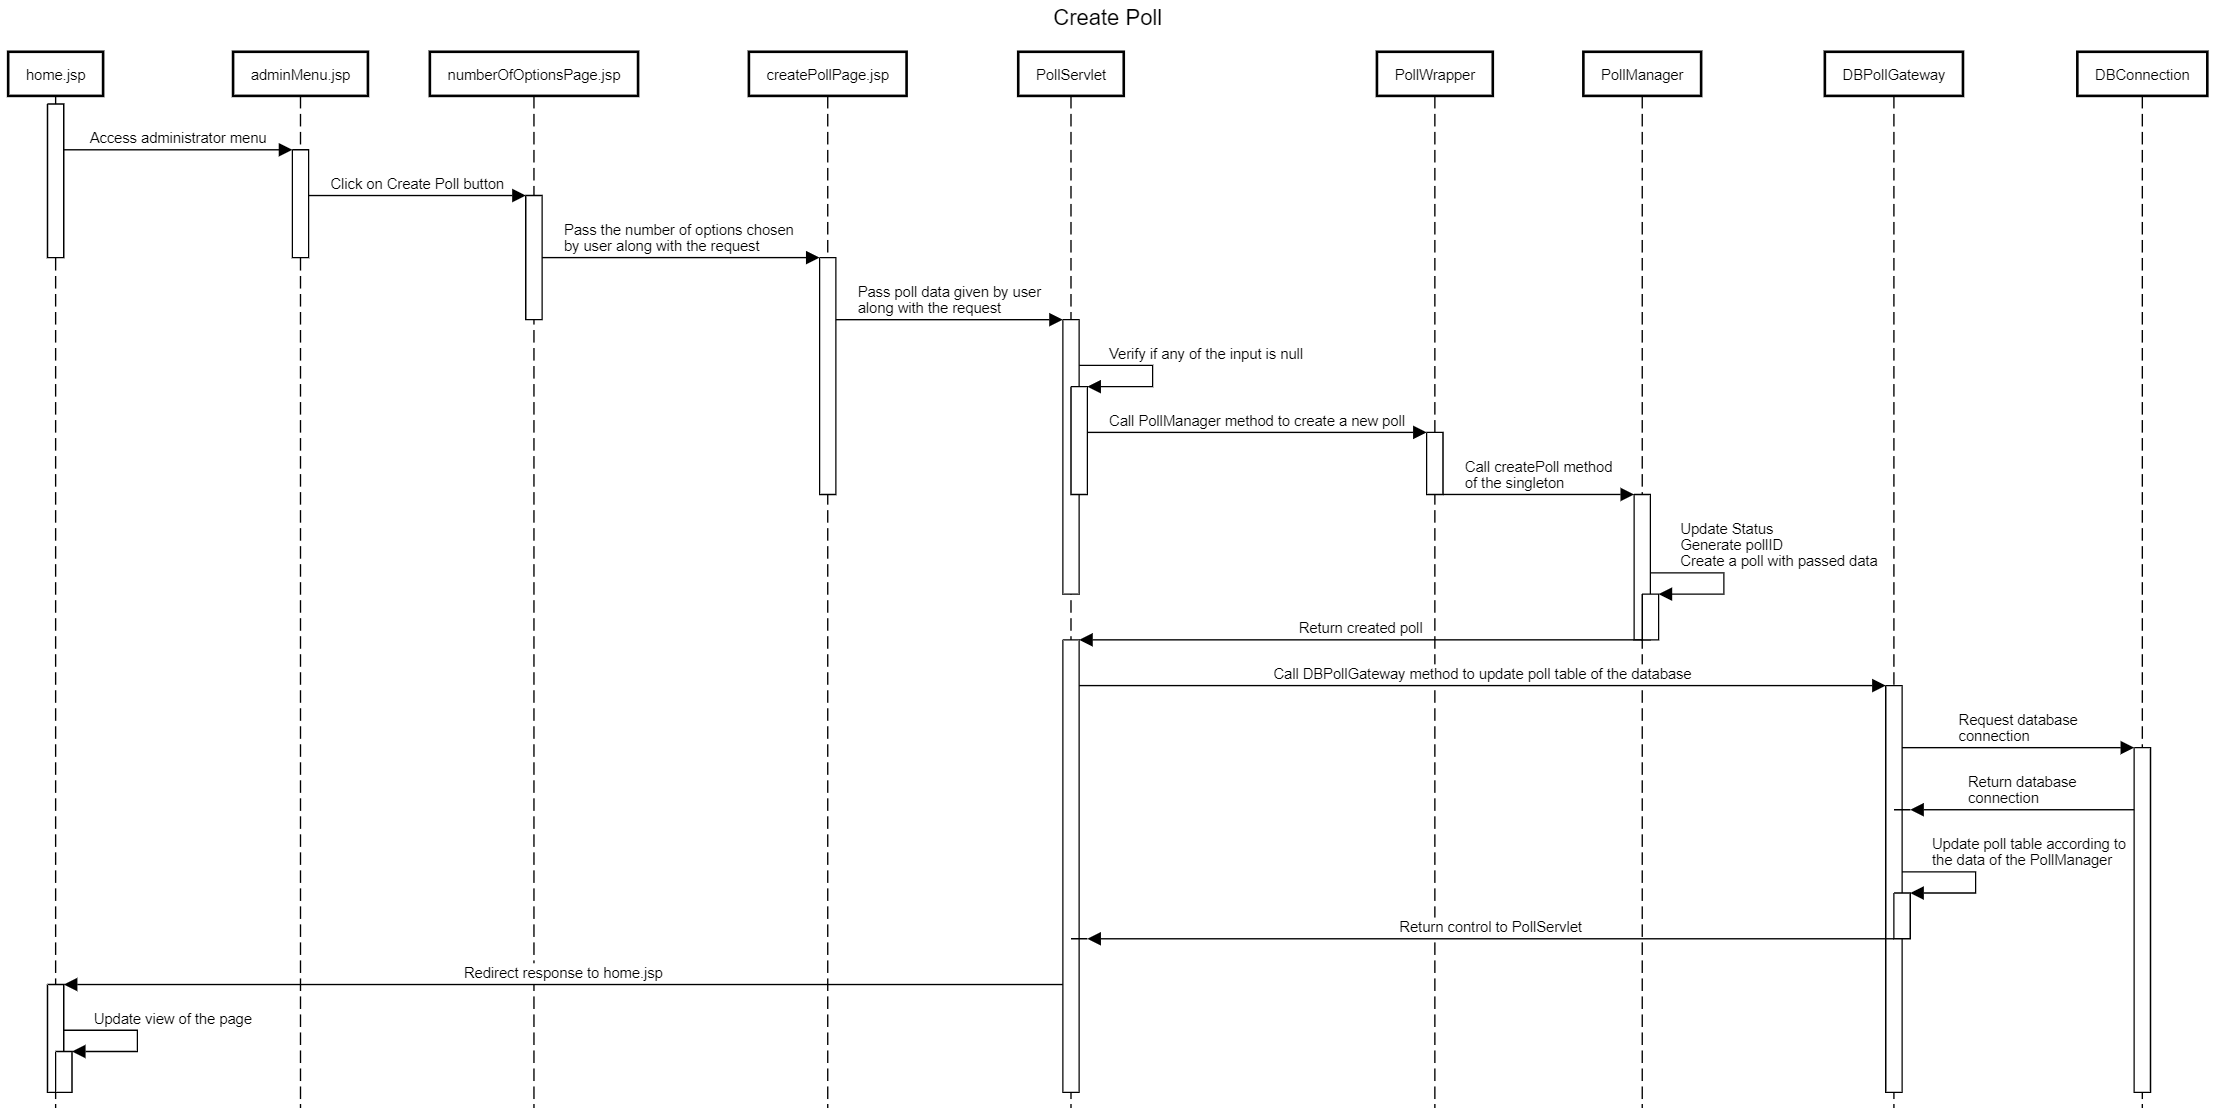 Create Poll
home.jsp
adminMenu.jsp
numberOfOptionsPage.jsp
createPollPage.jsp
PollServlet
PollWrapper
PollManager
DBPollGateway
DBConnection
Access administrator menu
Click on Create Poll button
Pass the number of options chosen
by user along with the request
Pass poll data given by user
along with the request
Verify if any of the input is null
Call PollManager method to create a new poll
Call createPoll method
of the singleton
Update Status
Generate pollID
Create a poll with passed data
Return created poll
Call DBPollGateway method to update poll table of the database
Request database
connection
Return database
connection
Update poll table according to
the data of the PollManager
Return control to PollServlet
Redirect response to home.jsp
Update view of the page